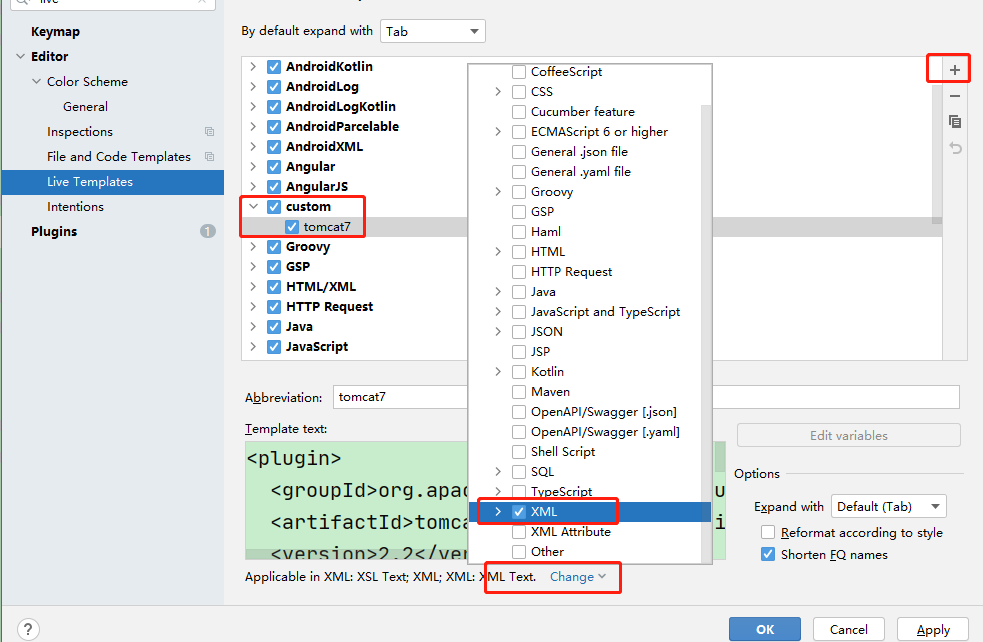 live
Keymap
Editor
Color Scheme
General
Inspections
File and Code Templates
Live Templates
Intentions
Plugins
1
By default expand with
Tab
AndroidKotlin
AndroidLog
AndroidLogKotlin
AndroidParcelable
AndroidXML
Angular
AngularJS
custom
tomcat7
Groovy
GSP
HTML/XML
HTTP Request
Java
JavaScript
CoffeeScript
CSS
Cucumber feature
ECMAScript 6 or higher
General .json file
General .yaml file
Groovy
GSP
Haml
HTML
HTTP Request
Java
JavaScript and TypeScript
JSON
JSP
Kotlin
Maven
OpenAPI/Swagger [.json]
OpenAPI/Swagger [.yaml]
Shell Script
SQL
TypeScript
XML
XML Attribute
Other
Abbreviation:
tomcat7
Template text:
<plugin>
<groupId>org.apac
<artifactId>tomca
<version>2.2</ver
Edit variables
Options
Expand with
Default (Tab)
Reformat according to style
Shorten FQ names
Applicable in XML: XSL Text; XML; XML: XML Text.
Change
?
OK
Cancel
Apply